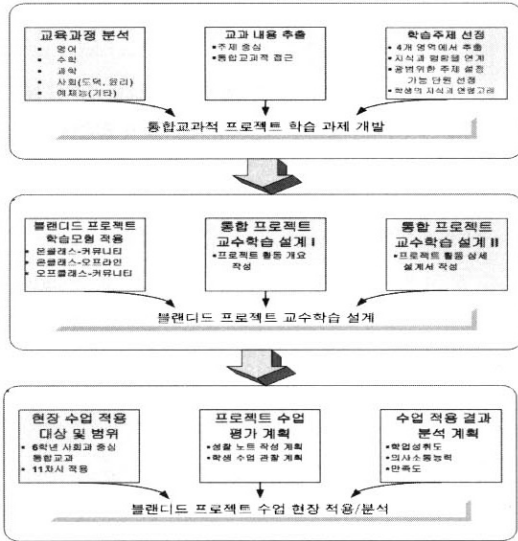 교육과정 분석
• 영어
• 수학
• 과학
• 사회(도덕, 윤리)
• 예체능(기타)
교과 내용 추출
•주제 중심
•통합교과적 접근
학습주제 선정
• 4개 영역에서 추출
•지식과 경험을 연계
•광범위한 주제 설정
가능 단원 선정
•학생의 지식과 연령고려
통합교과적 프로젝트 학습 과제 개발
블랜디드 프로젝트
학습모형 적용
• 온클래스-커뮤니티
• 온클래스-오프라인
• 오프클래스-커뮤니티
통합 프로젝트
교수학습 설계 I
•프로젝트 활동 개요
작성
통합 프로젝트
교수학습 설계 II
•프로젝트 활동 상세
설계서 작성
블랜디드 프로젝트 교수학습 설계
현장 수업 적용
대상 및 범위
• 6학년 사회과 중심
통합교과
• 11차시 적용
프로젝트 수업
평가 계획
•성찰 노트 작성 계획
•학생 수업 관찰 계획
수업 적용 결과
분석 계획
•학업성취도
•의사소통능력
•만족도
블랜디드 프로젝트 수업 현장 적용/분석